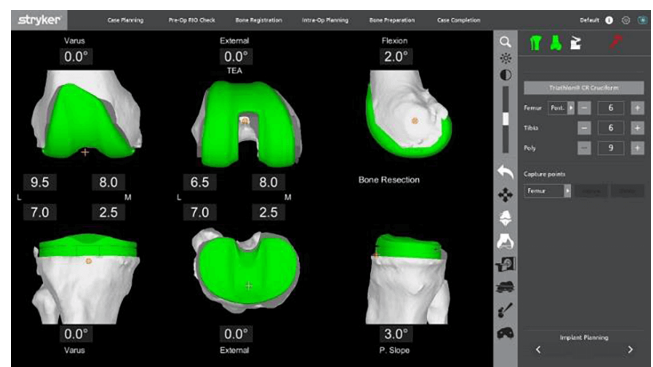 stryker
Case Planning Pre-Op RIO Check Bone Registration Intra-Op Planning Bone Preparation Case Completion Default
Varus External Flexion
0.0° 0.0° 2.0°
TEA
Triathlon® CR Cruciform
Femur Post. 6
Tibia 6
Poly 9
Capture points
Femur
9.5 8.0 6.5 8.0 Bone Resection
L M L M
7.0 2.5 7.0 2.5
0.0° 0.0° 3.0°
Varus External P. Slope
Implant Planning